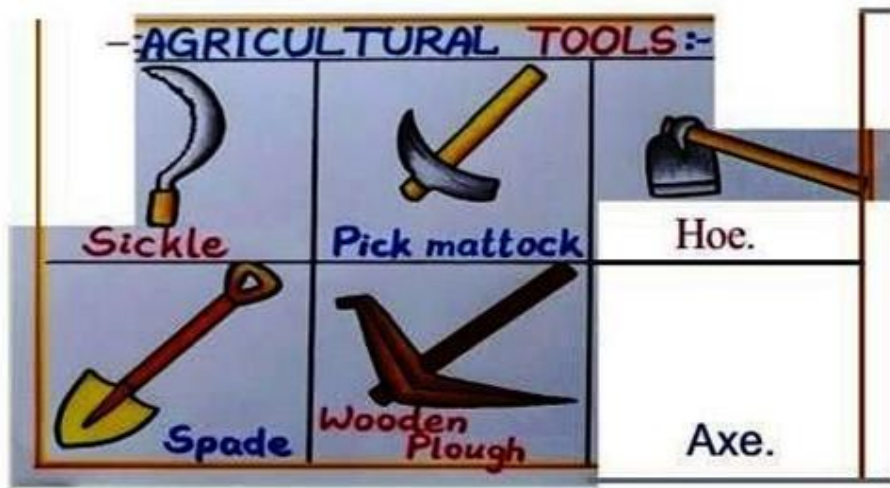 -:AGRICULTURAL TOOLS:-
Sickle
Pick mattock
Hoe.
Spade
Wooden
Plough
Axe.